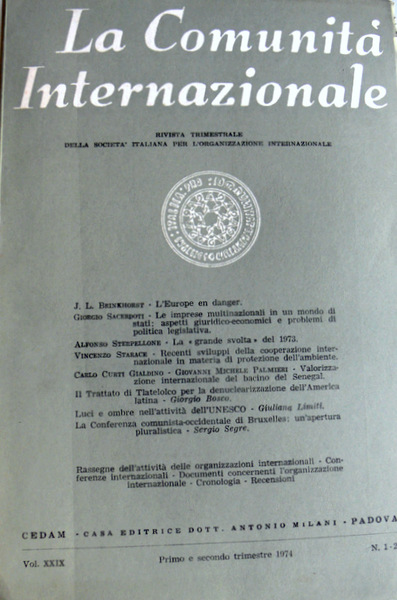 La Comunità
Internazionale
RIVISTA TRIMESTRALE
DELLA SOCIETA' ITALIANA PER L'ORGANIZZAZIONE INTERNAZIONALE
J. L. Brinkhorst - L'Europe en danger.
Giorgio Sacerdoti - Le imprese multinazionali in un mondo di
stati: aspetti giuridico-economici e problemi di
politica legislativa.
Alfonso Sterpellone - La «grande svolta» del 1973.
Vincenzo Starace - Recenti sviluppi della cooperazione inter-
nazionale in materia di protezione dell'ambiente.
Carlo Curti Gialdino - Giovanni Michele Palmieri - Valorizza-
zione internazionale del bacino del Senegal.
Il Trattato di Tlatelolco per la denuclearizzazione dell'America
latina - Giorgio Bosco.
Luci e ombre nell'attività dell'UNESCO - Giuliana Limiti.
La Conferenza comunista-occidentale di Bruxelles: un'apertura
pluralistica - Sergio Segre.
Rassegne dell'attività delle organizzazioni internazionali - Con-
ferenze internazionali - Documenti concernenti l'organizzazione
internazionale - Cronologia - Recensioni
CEDAM - CASA EDITRICE DOTT. ANTONIO MILANI - PADOVA
Vol. XXIX Primo e secondo trimestre 1974 N. 1-2